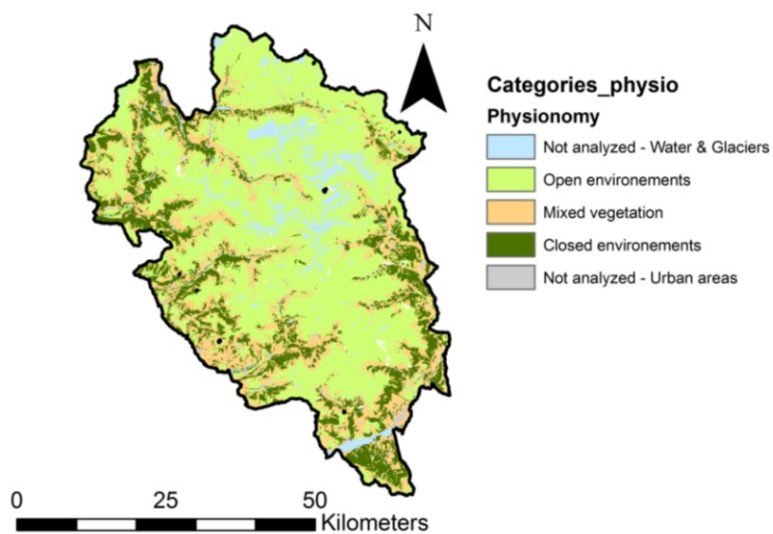 N
Categories_physio
Physionomy
Not analyzed - Water & Glaciers
Open environements
Mixed vegetation
Closed environements
Not analyzed - Urban areas
0 25 50
Kilometers